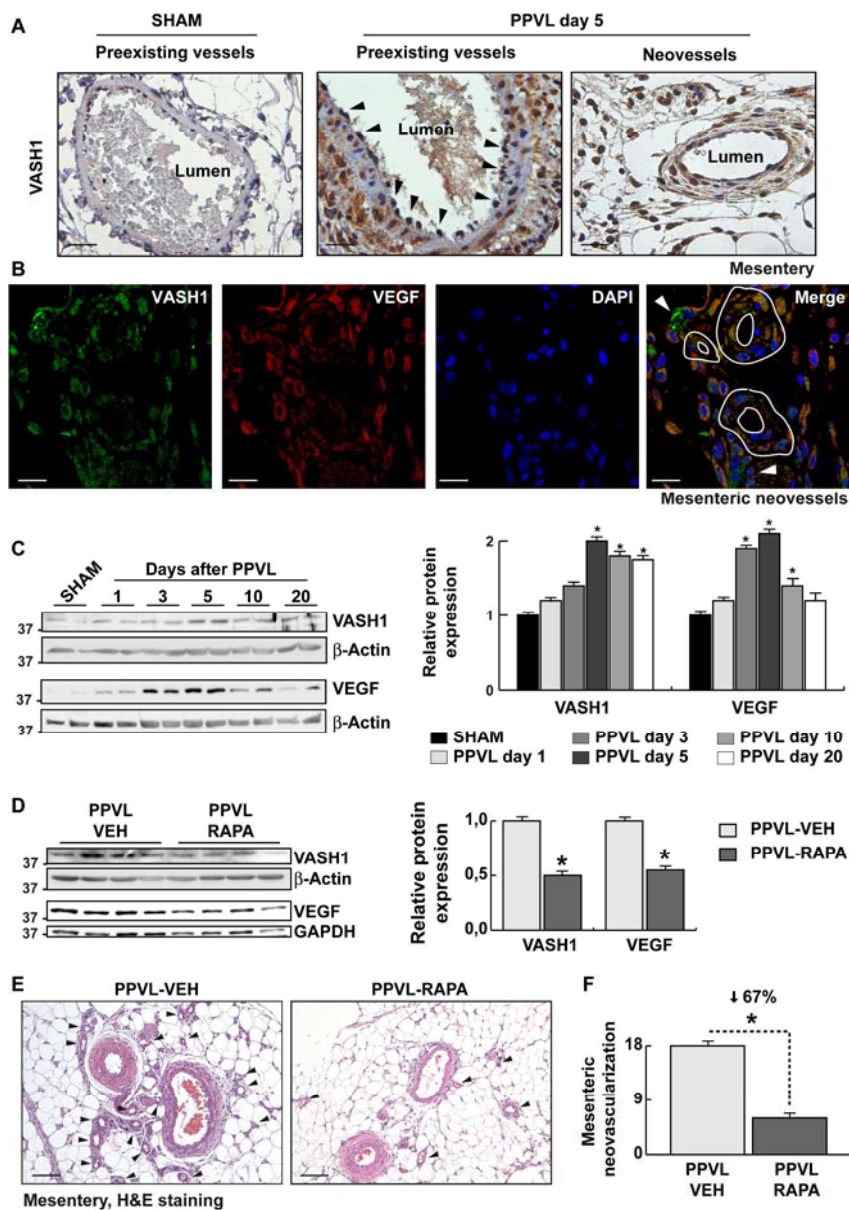 A
SHAM
PPVL day 5
Preexisting vessels
Preexisting vessels
Neovessels
VASH1
Lumen
Lumen
Lumen
Mesentery
B
VASH1
VEGF
DAPI
Merge
Mesenteric neovessels
C
SHAM
Days after PPVL
1 3 5 10 20
37
VASH1
37
β-Actin
37
VEGF
37
β-Actin
Relative protein
expression
2
1
0
* * * * * *
VASH1
VEGF
SHAM
PPVL day 3
PPVL day 10
PPVL day 1
PPVL day 5
PPVL day 20
D
PPVL
VEH
PPVL
RAPA
37
VASH1
37
β-Actin
37
VEGF
37
GAPDH
Relative protein
expression
1,0
0,5
0,0
* *
VASH1
VEGF
PPVL-VEH
PPVL-RAPA
E
PPVL-VEH
PPVL-RAPA
Mesentery, H&E staining
F
↓67%
*
Mesenteric
neovascularization
18
9
0
PPVL
VEH
PPVL
RAPA